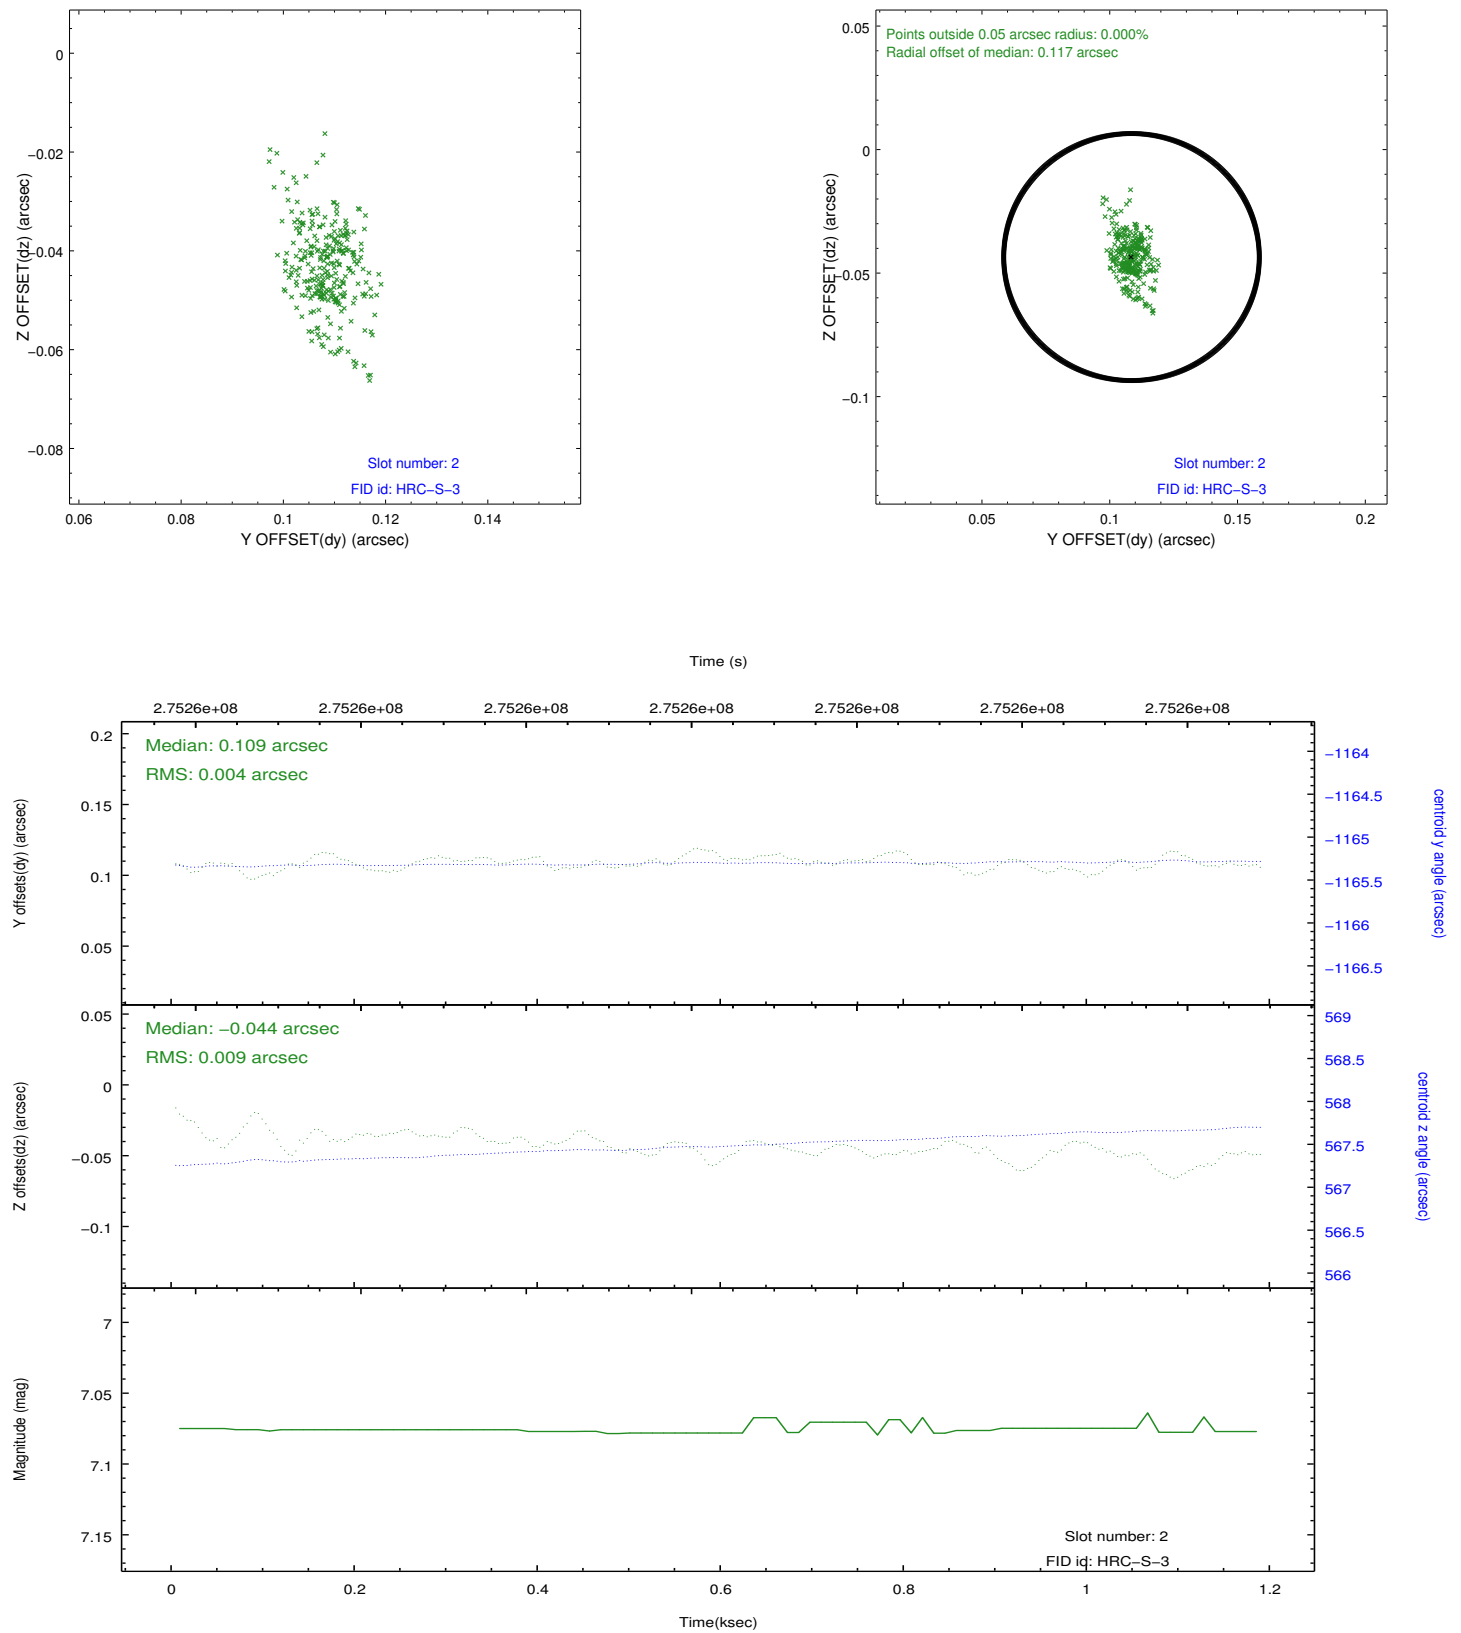 0
−0.02
−0.04
−0.06
−0.08
Z OFFSET(dz) (arcsec)
Slot number: 2
FID id: HRC−S−3
0.06 0.08 0.1 0.12 0.14
Y OFFSET(dy) (arcsec)
Points outside 0.05 arcsec radius: 0.000%
Radial offset of median: 0.117 arcsec
0.05
0
−0.05
−0.1
Z OFFSET(dz) (arcsec)
Slot number: 2
FID id: HRC−S−3
0.05 0.1 0.15 0.2
Y OFFSET(dy) (arcsec)
Time (s)
2.7526e+08 2.7526e+08 2.7526e+08 2.7526e+08 2.7526e+08 2.7526e+08 2.7526e+08
Median: 0.109 arcsec
RMS: 0.004 arcsec
0.2
0.15
0.1
0.05
Y offsets(dy) (arcsec)
−1164
−1164.5
−1165
−1165.5
−1166
−1166.5
centroid y angle (arcsec)
Median: −0.044 arcsec
RMS: 0.009 arcsec
0.05
0
−0.05
−0.1
Z offsets(dz) (arcsec)
569
568.5
568
567.5
567
566.5
566
centroid z angle (arcsec)
7
7.05
7.1
7.15
Magnitude (mag)
Slot number: 2
FID id: HRC−S−3
0 0.2 0.4 0.6 0.8 1 1.2
Time(ksec)